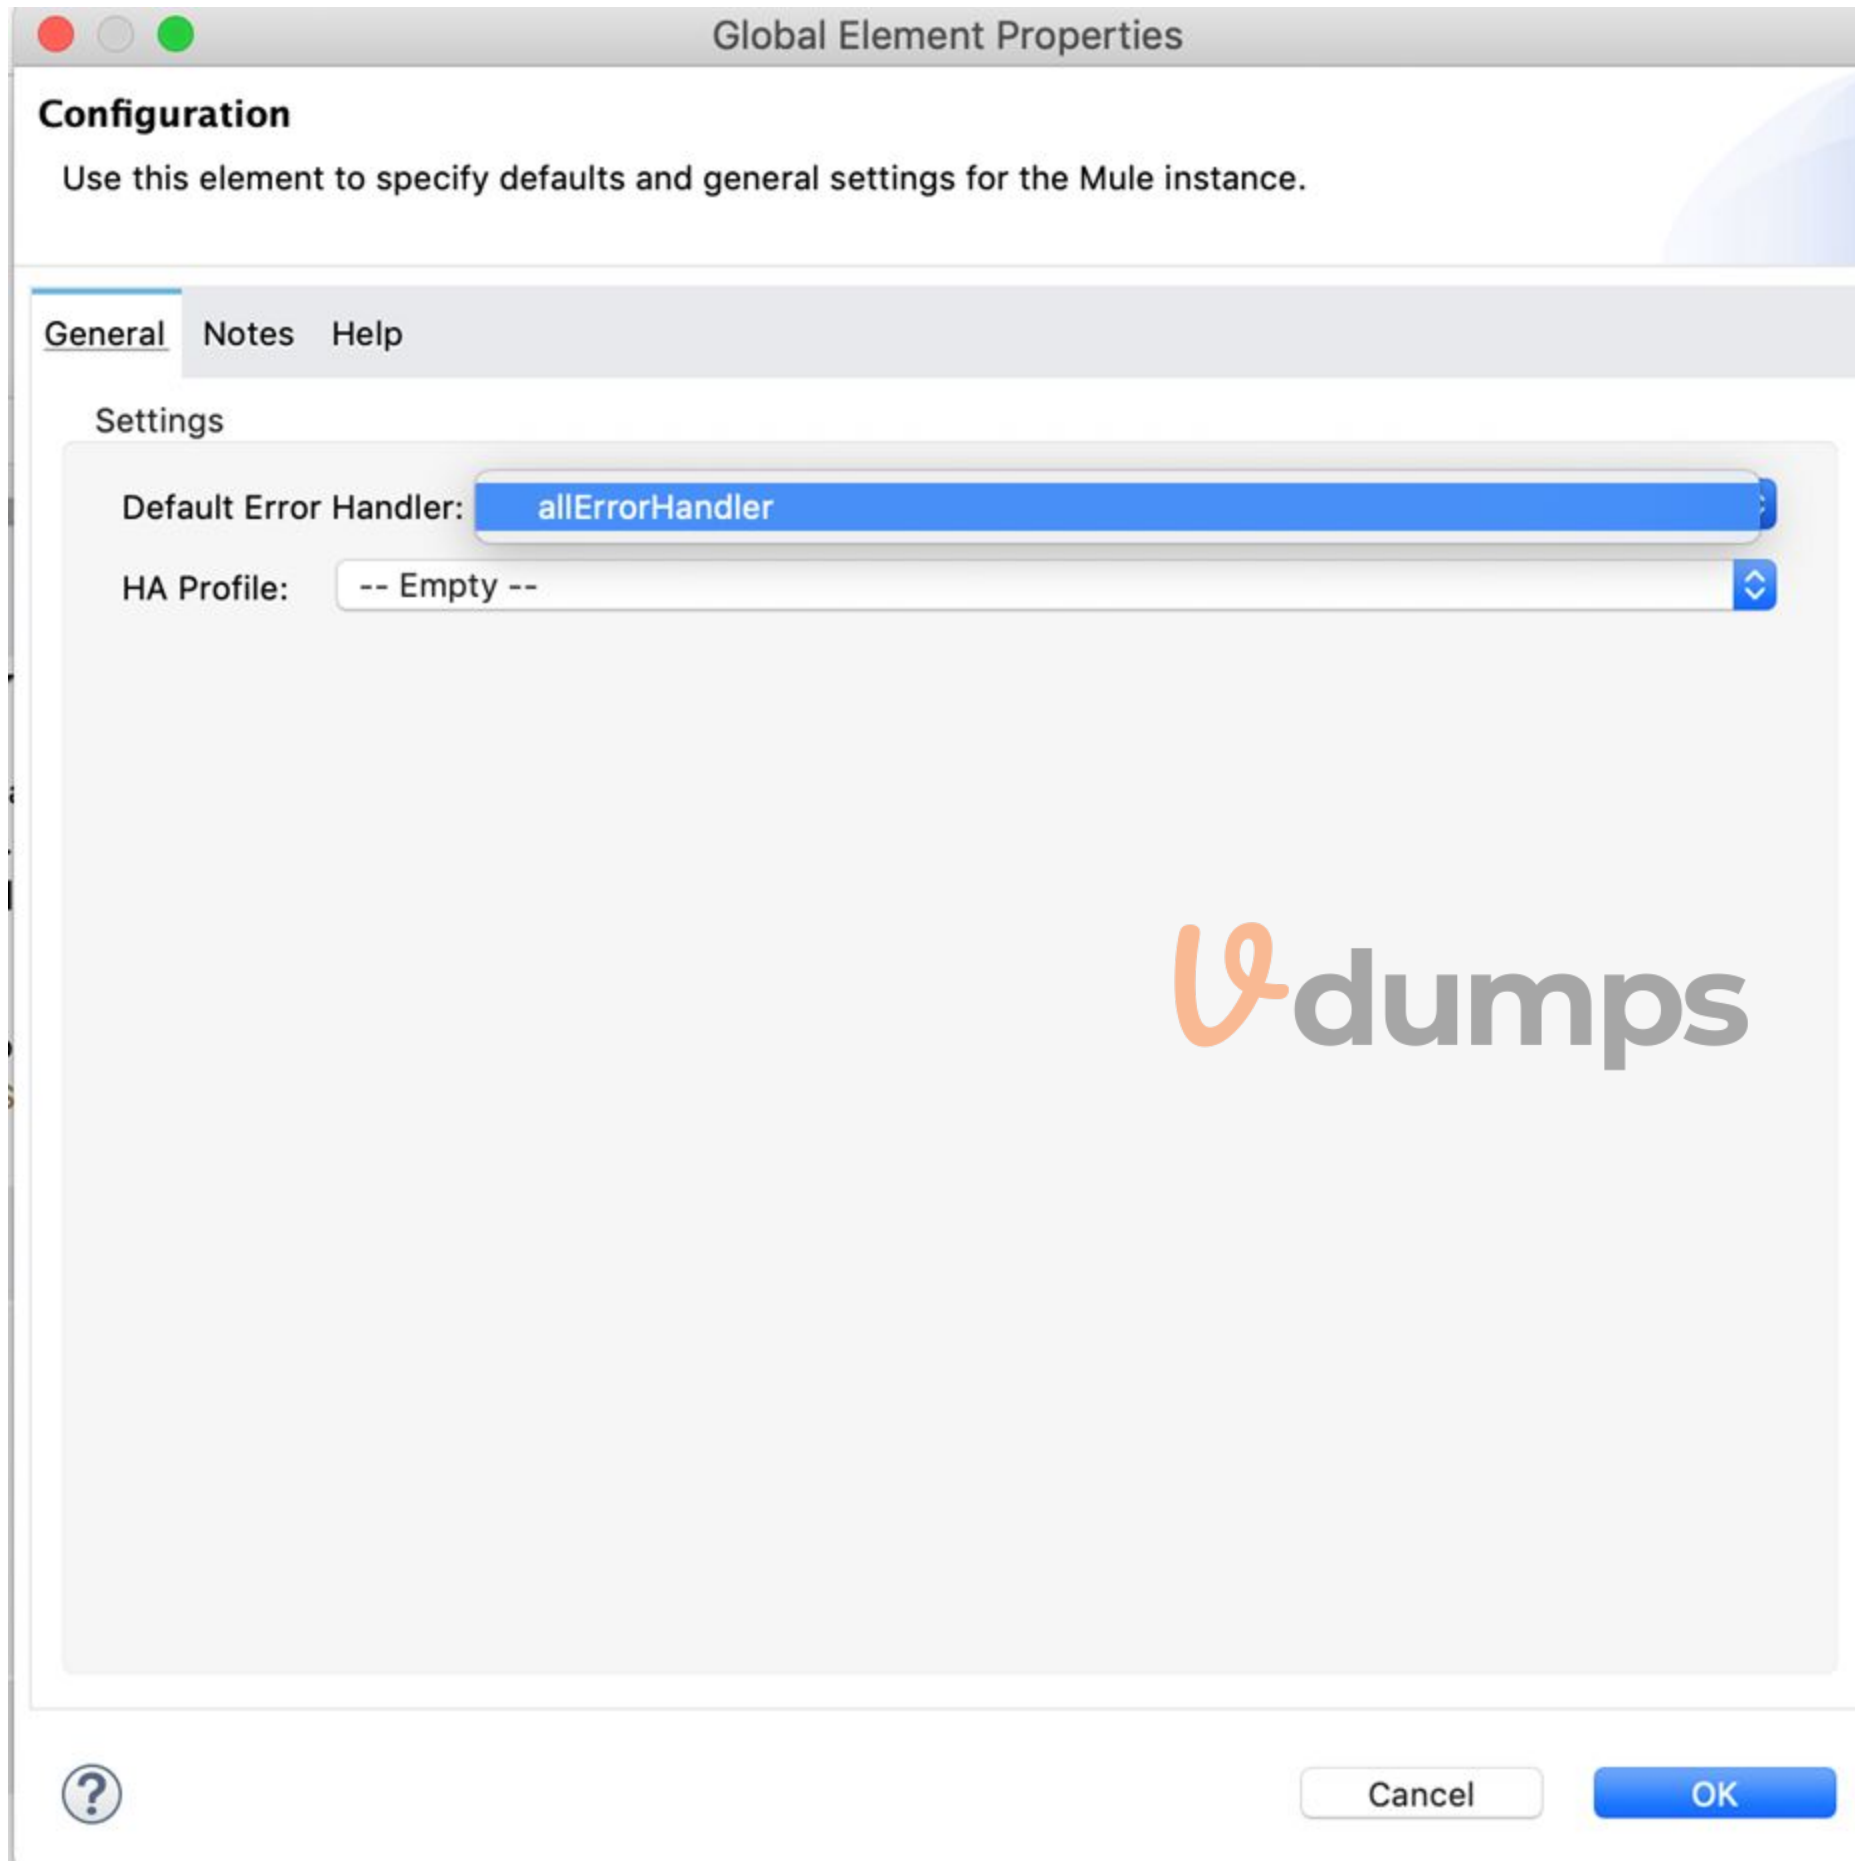 Global Element Properties
Configuration
Use this element to specify defaults and general settings for the Mule instance.
General Notes Help
Settings
Default Error Handler: allErrorHandler
HA Profile: -- Empty --
Vdumps
? Cancel OK